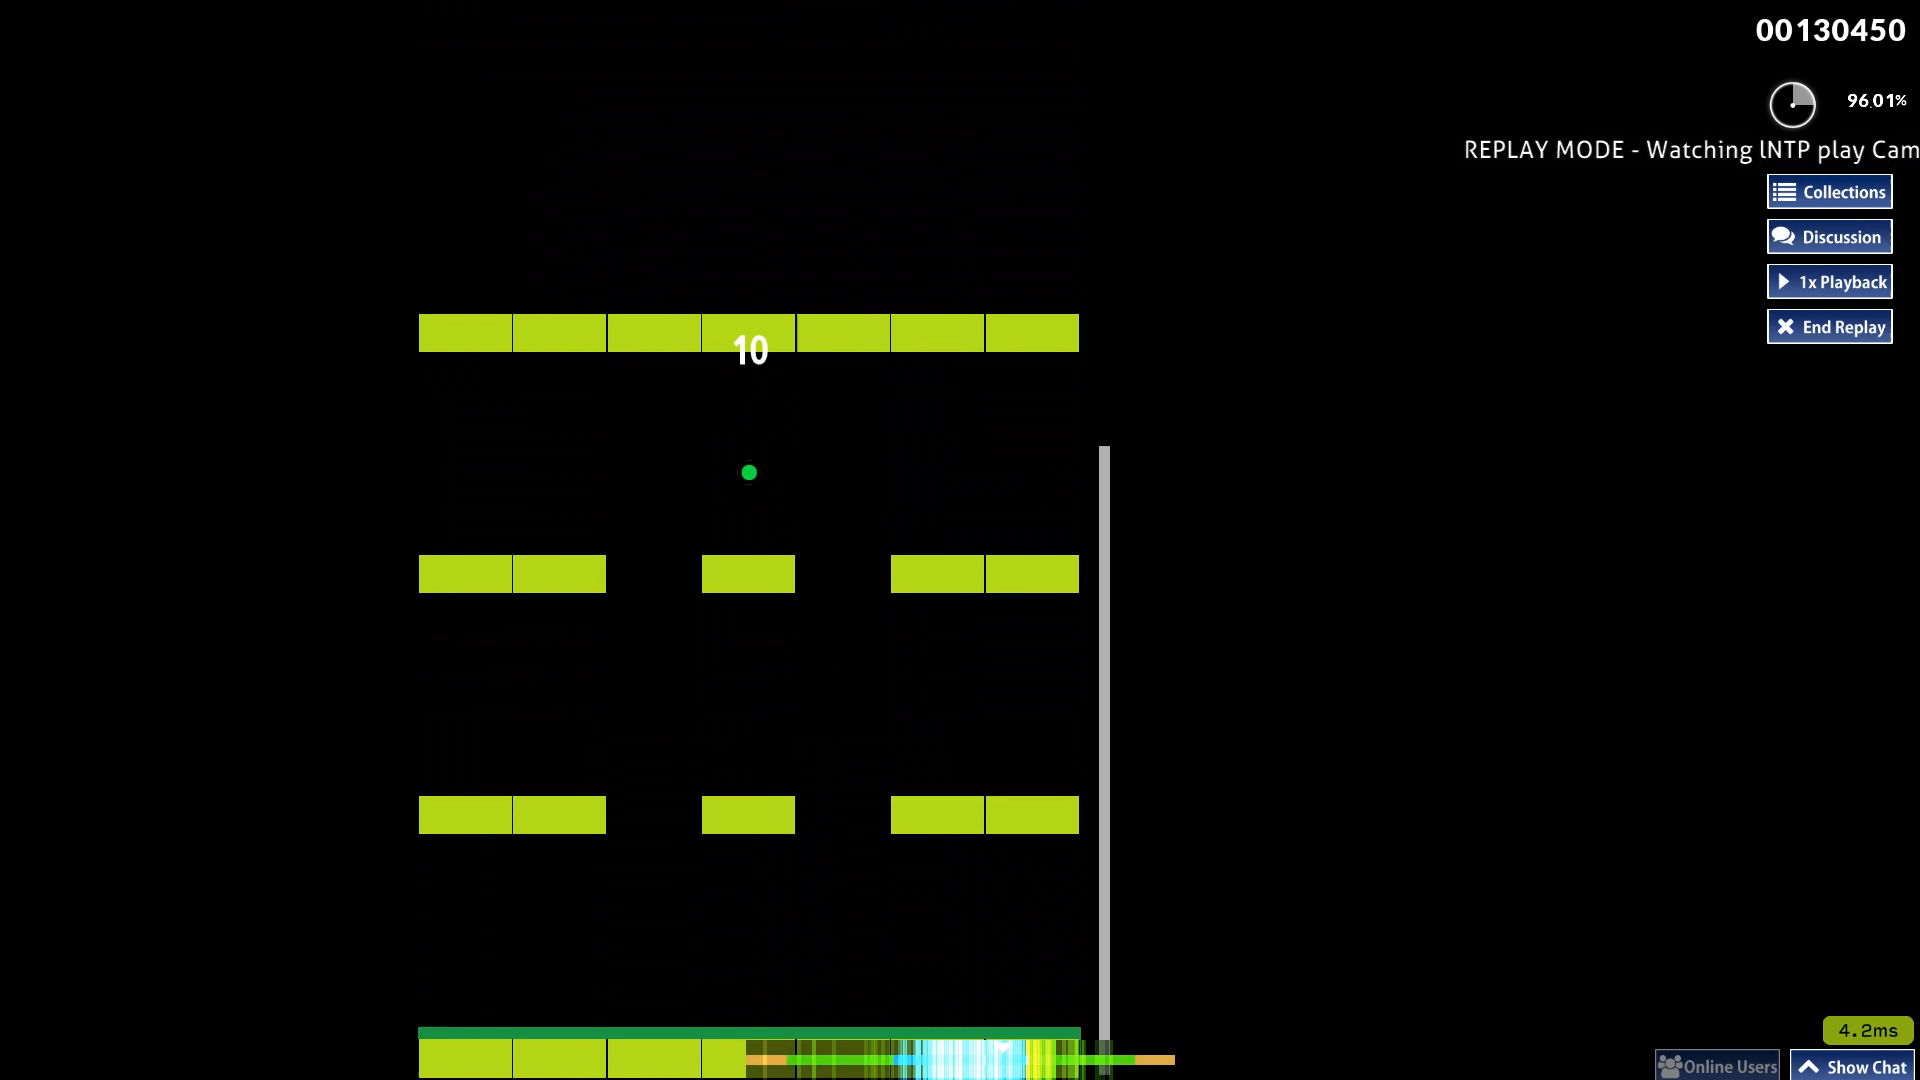 00130450
96.01%
REPLAY MODE - Watching lNTP play Cam
Collections
Discussion
1x Playback
End Replay
10
4.2ms
Online Users
Show Chat